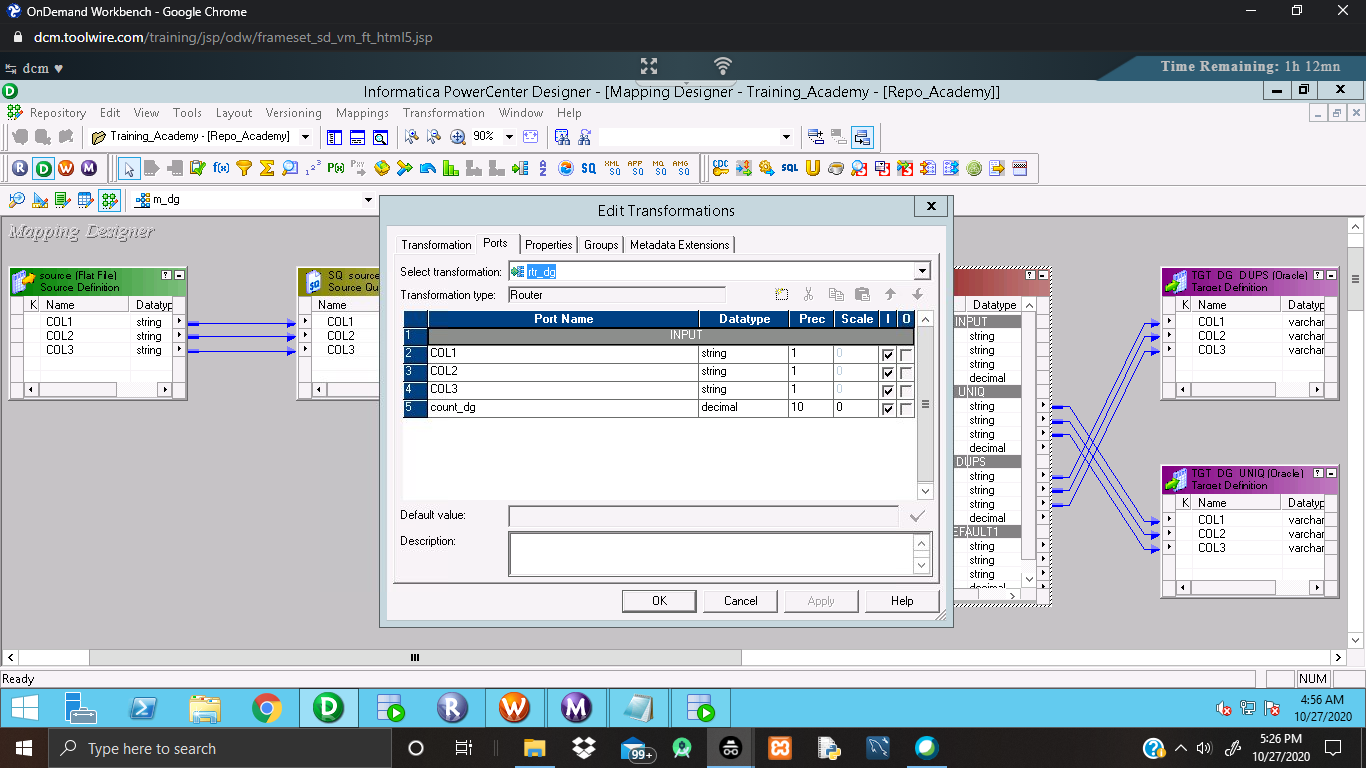 OnDemand Workbench - Google Chrome
dcm.toolwire.com/training/jsp/odw/frameset_sd_vm_ft_html5.jsp
dcm ♥
Time Remaining: 1h 12mn
Informatica PowerCenter Designer - [Mapping Designer - Training_Academy - [Repo_Academy]]
Repository Edit View Tools Layout Versioning Mappings Transformation Window Help
Training_Academy - [Repo_Academy] 90%
m_dg
Mapping Designer
Edit Transformations
Transformation Ports Properties Groups Metadata Extensions
Select transformation: rtr_dg
Transformation type: Router
Port Name Datatype Prec Scale I O
1 INPUT
2 COL1 string 1 0
3 COL2 string 1 0
4 COL3 string 1 0
5 count_dg decimal 10 0
Default value:
Description:
OK Cancel Apply Help
source (Flat File)
Source Definition
K Name Datatyp
COL1 string
COL2 string
COL3 string
SQ_source
Source Qu
Name
COL1
COL2
COL3
Datatype
INPUT
string
string
string
decimal
UNIQ
string
string
string
decimal
DUPS
string
string
string
decimal
EFAULT1
string
string
string
decimal
TGT_DG_DUPS (Oracle)
Target Definition
K Name Datatyp
COL1 varchar
COL2 varchar
COL3 varchar
TGT_DG_UNIQ (Oracle)
Target Definition
K Name Datatyp
COL1 varchar
COL2 varchar
COL3 varchar
Ready
NUM
4:56 AM
10/27/2020
Type here to search
99+
5:26 PM
10/27/2020